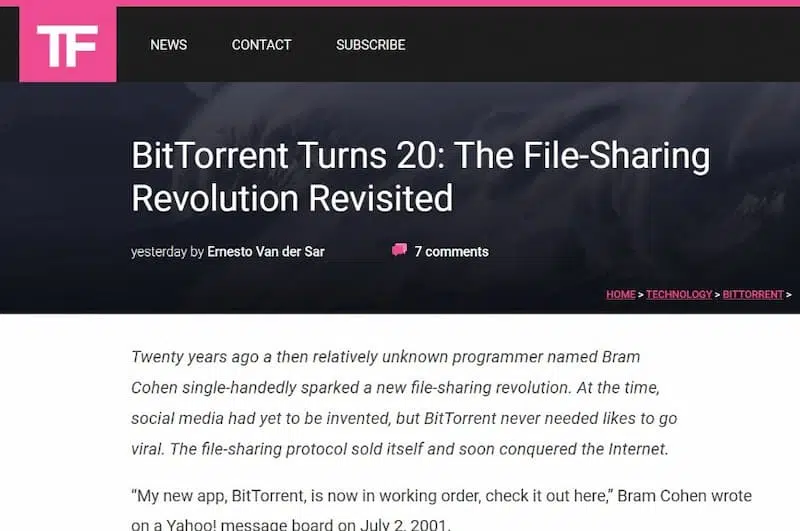 TF
NEWS CONTACT SUBSCRIBE
BitTorrent Turns 20: The File-Sharing
Revolution Revisited
yesterday by Ernesto Van der Sar 7 comments
HOME > TECHNOLOGY > BITTORRENT >
Twenty years ago a then relatively unknown programmer named Bram
Cohen single-handedly sparked a new file-sharing revolution. At the time,
social media had yet to be invented, but BitTorrent never needed likes to go
viral. The file-sharing protocol sold itself and soon conquered the Internet.
“My new app, BitTorrent, is now in working order, check it out here,” Bram Cohen wrote
on a Yahoo! message board on July 2, 2001.